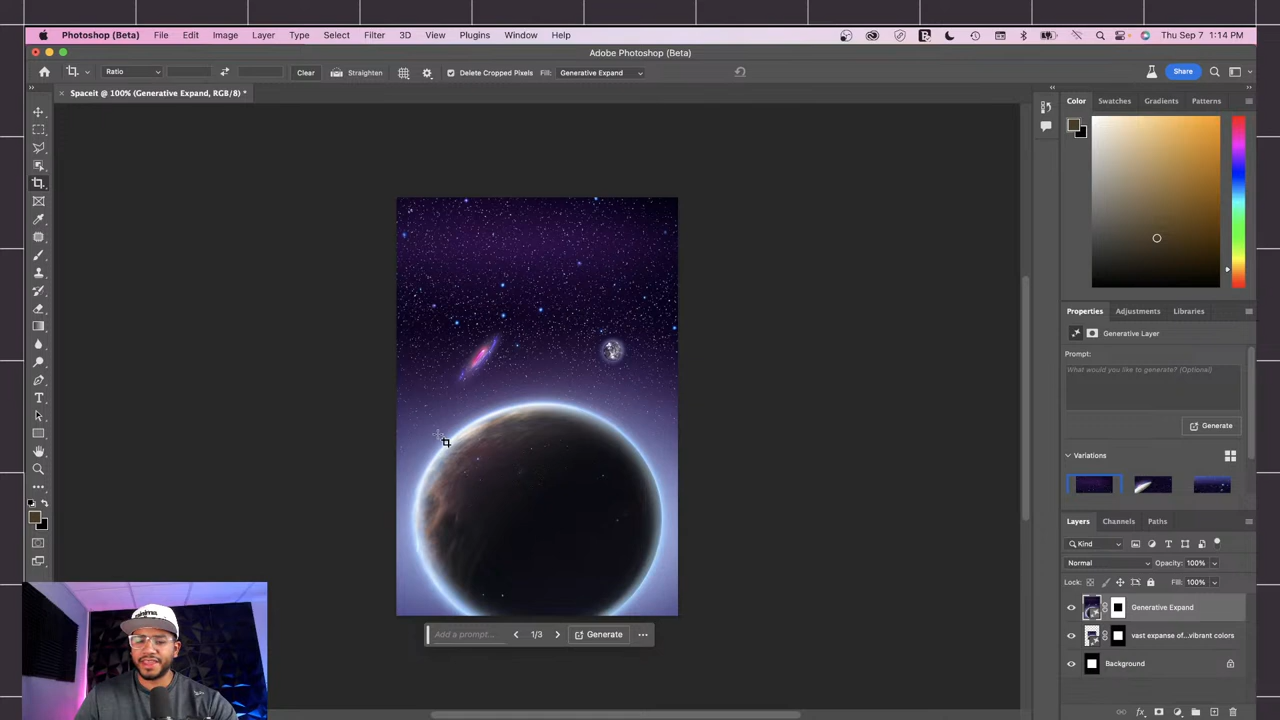 Photoshop (Beta) File Edit Image Layer Type Select Filter 3D View Plugins Window Help Thu Sep 7 1:14 PM
Adobe Photoshop (Beta)
Ratio Clear Straighten Delete Cropped Pixels Fill: Generative Expand Share
Spaceit @ 100% (Generative Expand, RGB/8) *
Color Swatches Gradients Patterns
Properties Adjustments Libraries
Generative Layer
Prompt:
What would you like to generate? (Optional)
Generate
Variations
Layers Channels Paths
Kind
Normal Opacity: 100%
Lock: Fill: 100%
Generative Expand
vast expanse of...vibrant colors
Background
Add a prompt... 1/3 Generate